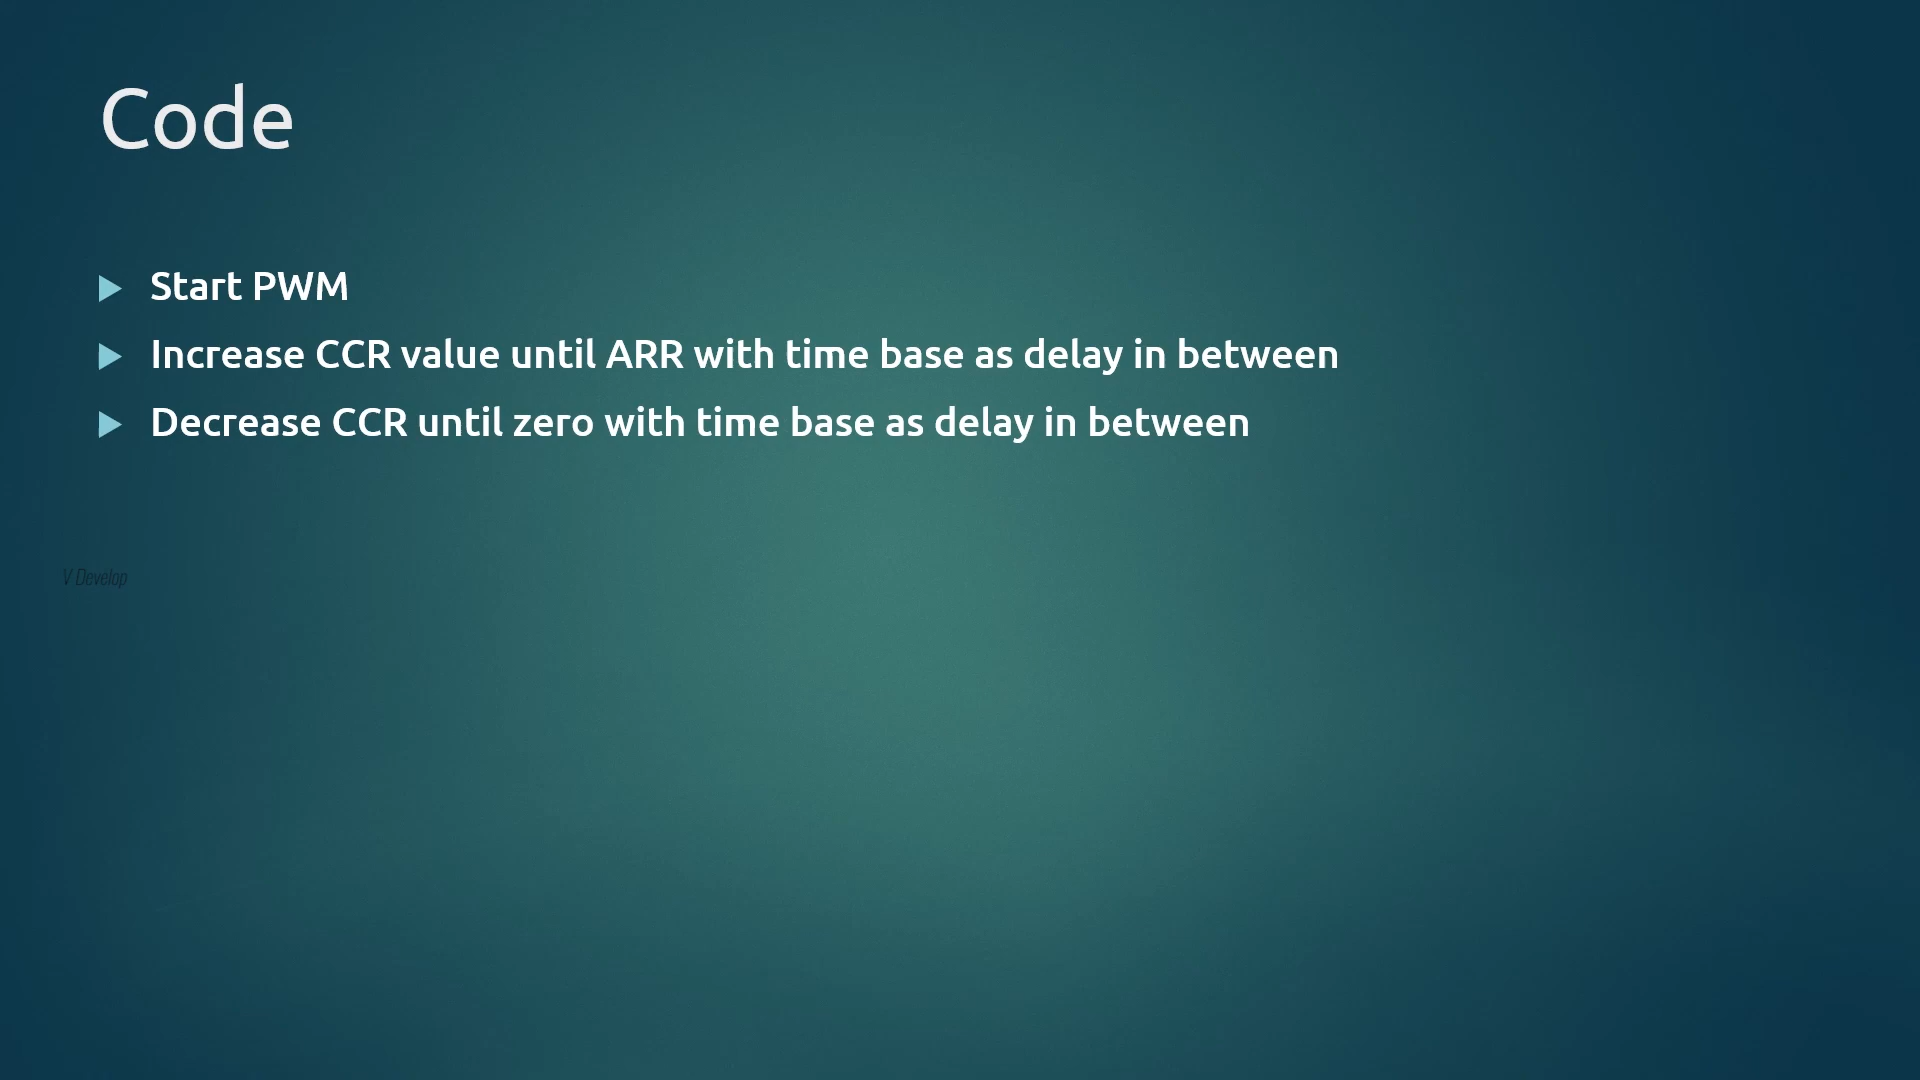 Code
Start PWM
Increase CCR value until ARR with time base as delay in between
Decrease CCR until zero with time base as delay in between
V Develop